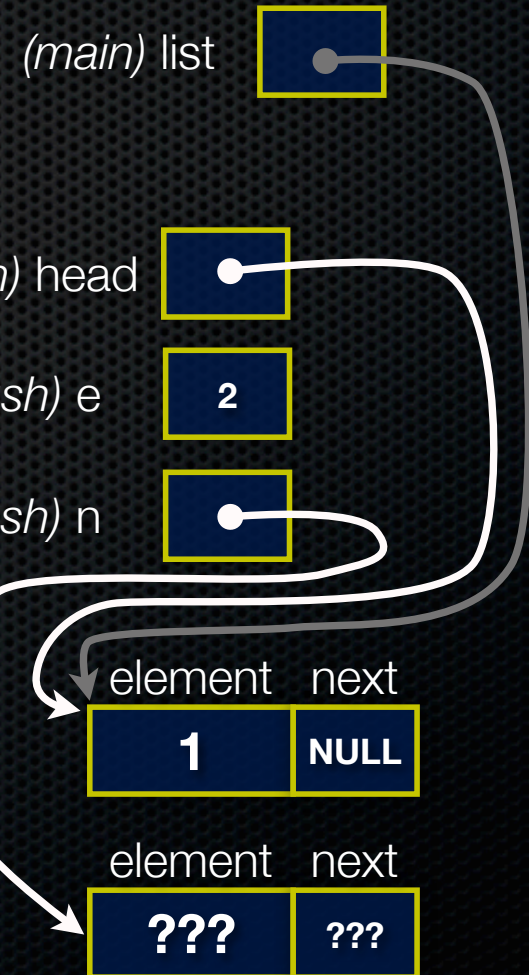 (main) list
) head
sh) e
2
sh) n
element next
1 NULL
element next
??? ???